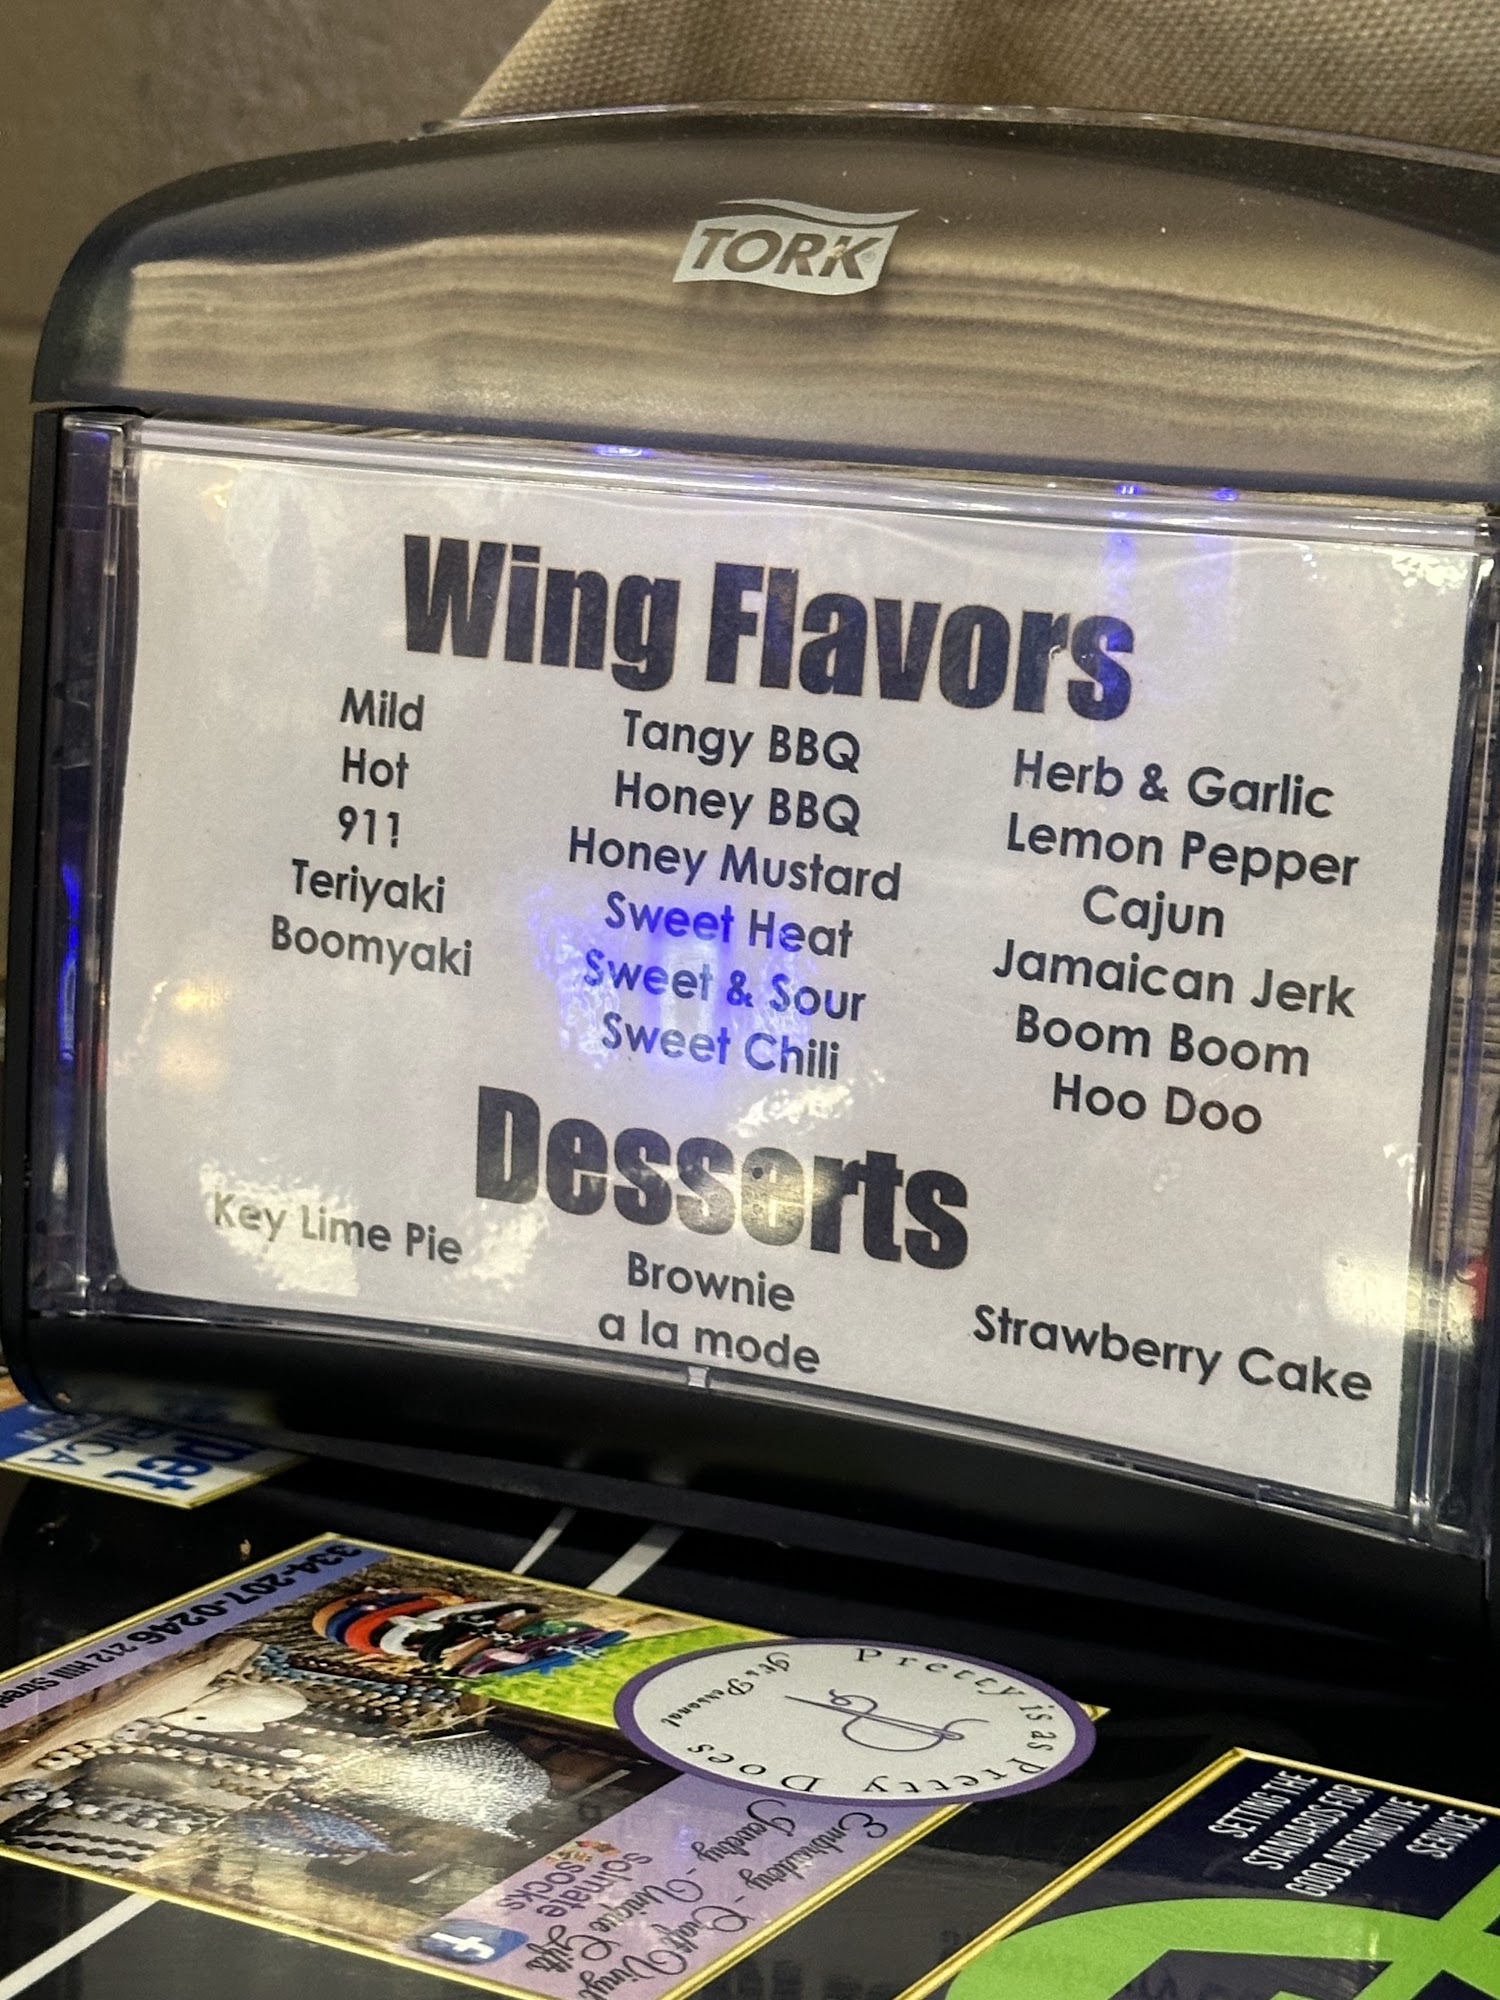 TORK
Wing Flavors
Mild
Hot
911
Teriyaki
Boomyaki
Tangy BBQ
Honey BBQ
Honey Mustard
Sweet Heat
Sweet & Sour
Sweet Chili
Herb & Garlic
Lemon Pepper
Cajun
Jamaican Jerk
Boom Boom
Hoo Doo
Desserts
Key Lime Pie
Brownie
a la mode
Strawberry Cake
334-207-0246 212 Hill Street
Pretty is as Pretty Does
It's Personal
Embroidery - Craft Vinyl
Jewelry - Unique Gifts
solmate
socks
SETTING THE
STANDARDS FOR
GOOD AUTOMOTIVE
SERVICE